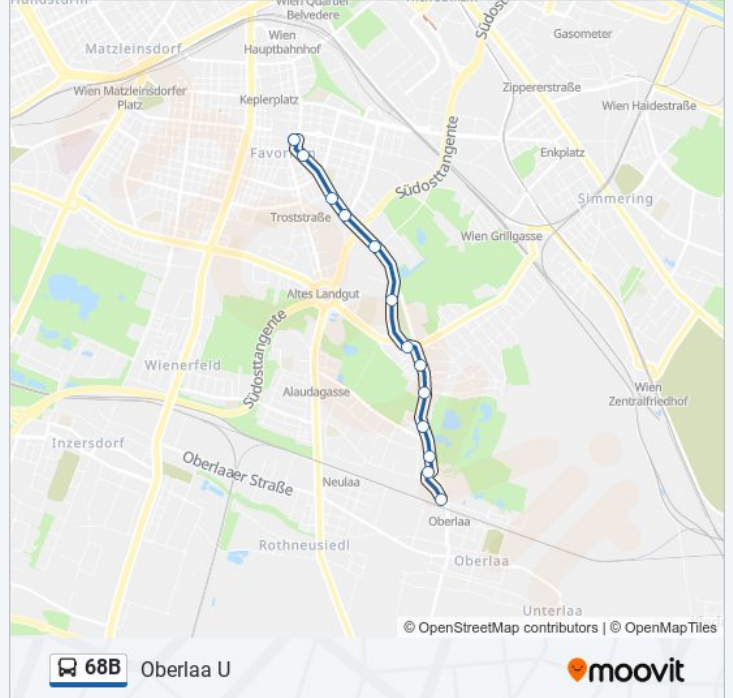 Wien Quartier
Belvedere
Matzleinsdorf
Wien
Hauptbahnhof
Gasometer
Südost
Wien Matzleinsdorfer
Platz
Keplerplatz
Zippererstraße
Wien Haidestraße
Enkplatz
Südosttangente
Simmering
Troststraße
Wien Grillgasse
Altes Landgut
Südosttangente
Wienerfeld
Alaudagasse
Wien
Zentralfriedhof
Inzersdorf
Oberlaaer Straße
Neulaa
Oberlaa
Rothneusiedl
Oberlaa
Unterlaa
© OpenStreetMap contributors | © OpenMapTiles
68B Oberlaa U
moovit